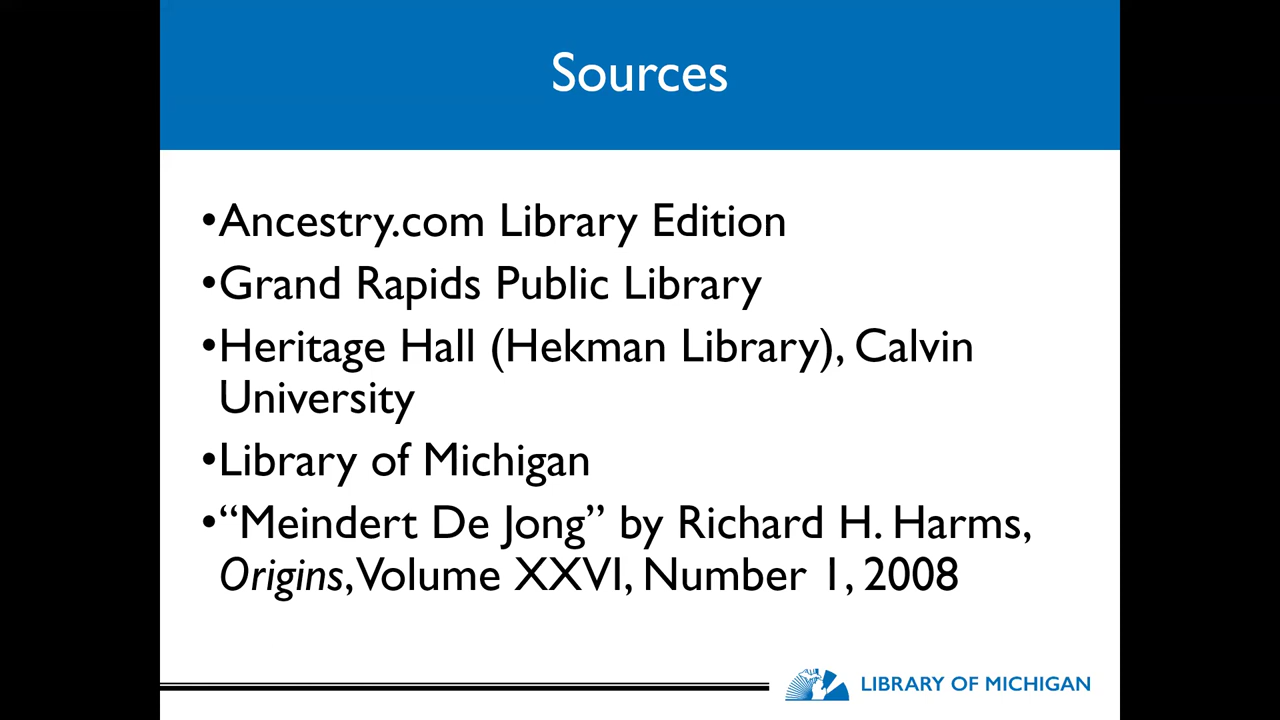 Sources
•Ancestry.com Library Edition
•Grand Rapids Public Library
•Heritage Hall (Hekman Library), Calvin
University
•Library of Michigan
•“Meindert De Jong” by Richard H. Harms,
Origins, Volume XXVI, Number 1, 2008
LIBRARY OF MICHIGAN